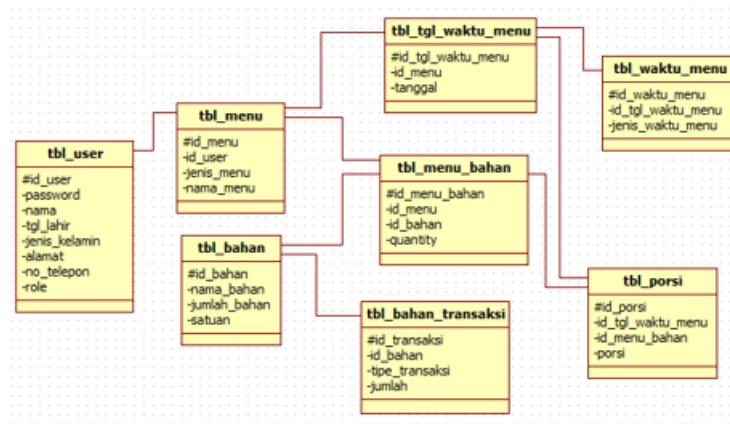 tbl_user
#id_user
-password
-nama
-tgl_lahir
-jenis_kelamin
-alamat
-no_telepon
-role
tbl_menu
#id_menu
-id_user
-jenis_menu
-nama_menu
tbl_bahan
#id_bahan
-nama_bahan
-jumlah_bahan
-satuan
tbl_tgl_waktu_menu
#id_tgl_waktu_menu
-id_menu
-tanggal
tbl_menu_bahan
#id_menu_bahan
-id_menu
-id_bahan
-quantity
tbl_bahan_transaksi
#id_transaksi
-id_bahan
-tipe_transaksi
-jumlah
tbl_waktu_menu
#id_waktu_menu
-id_tgl_waktu_menu
-jenis_waktu_menu
tbl_porsi
#id_porsi
-id_tgl_waktu_menu
-id_menu_bahan
-porsi